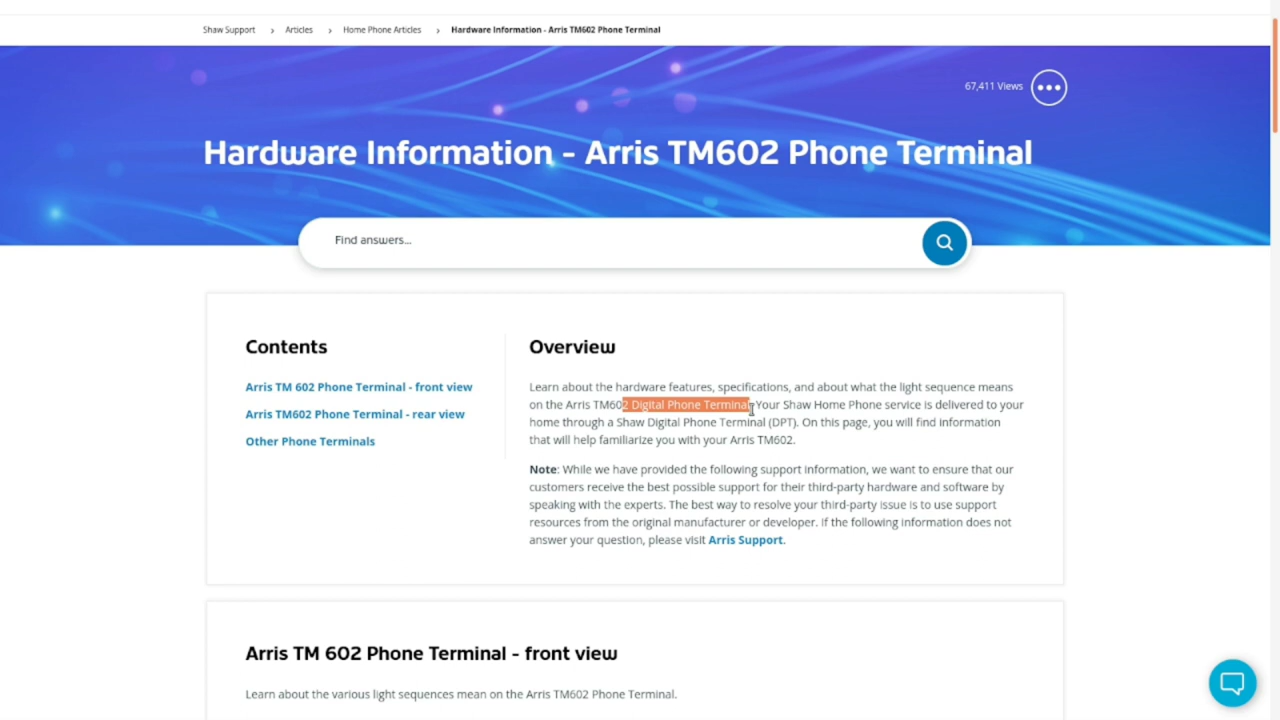 Shaw Support › Articles › Home Phone Articles › Hardware Information - Arris TM602 Phone Terminal
67,411 Views
Hardware Information - Arris TM602 Phone Terminal
Find answers...
Contents
Arris TM 602 Phone Terminal - front view
Arris TM602 Phone Terminal - rear view
Other Phone Terminals
Overview
Learn about the hardware features, specifications, and about what the light sequence means
on the Arris TM602 Digital Phone Terminal. Your Shaw Home Phone service is delivered to your
home through a Shaw Digital Phone Terminal (DPT). On this page, you will find information
that will help familiarize you with your Arris TM602.
Note: While we have provided the following support information, we want to ensure that our
customers receive the best possible support for their third-party hardware and software by
speaking with the experts. The best way to resolve your third-party issue is to use support
resources from the original manufacturer or developer. If the following information does not
answer your question, please visit Arris Support.
Arris TM 602 Phone Terminal - front view
Learn about the various light sequences mean on the Arris TM602 Phone Terminal.